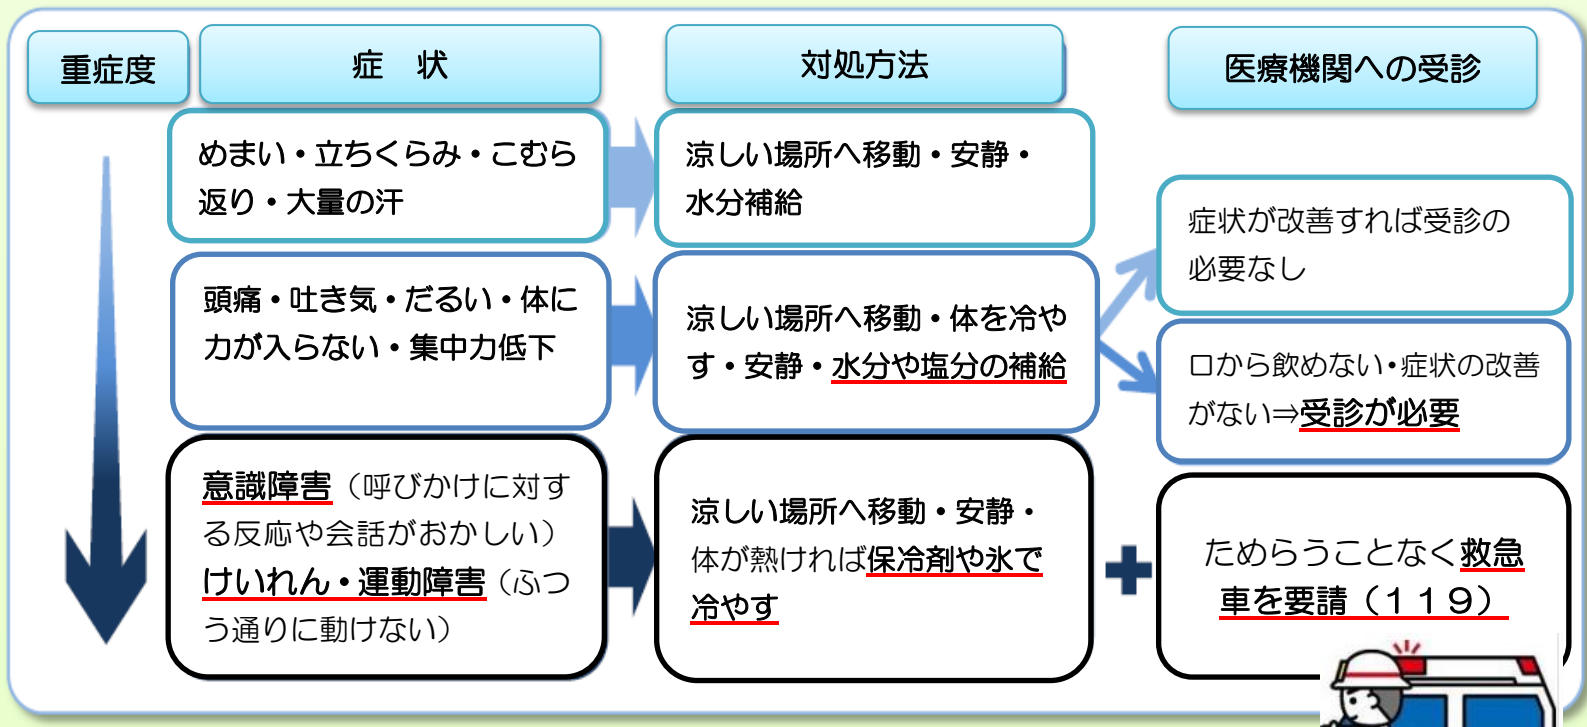 重症度
症　状
対処方法
医療機関への受診
めまい・立ちくらみ・こむら
返り・大量の汗
涼しい場所へ移動・安静・
水分補給
頭痛・吐き気・だるい・体に
力が入らない・集中力低下
涼しい場所へ移動・体を冷や
す・安静・水分や塩分の補給
症状が改善すれば受診の
必要なし
口から飲めない・症状の改善
がない⇒受診が必要
意識障害（呼びかけに対す
る反応や会話がおかしい）
けいれん・運動障害（ふつ
う通りに動けない）
涼しい場所へ移動・安静・
体が熱ければ保冷剤や氷で
冷やす
ためらうことなく救急
車を要請（１１９）